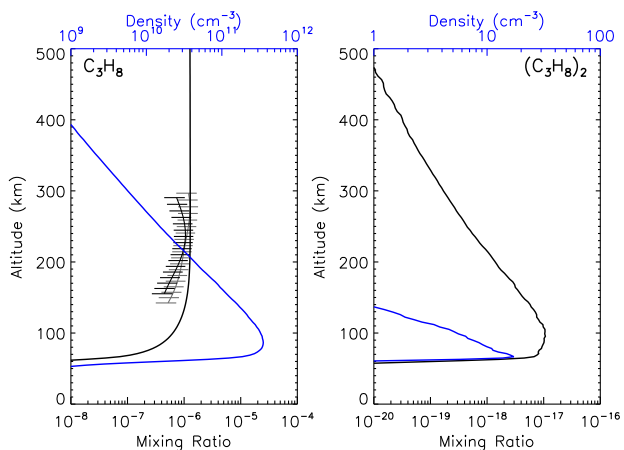 Density (cm⁻³)
10⁹ 10¹⁰ 10¹¹ 10¹²
C₃H₈
500
400
300
200
100
0
Altitude (km)
10⁻⁸ 10⁻⁷ 10⁻⁶ 10⁻⁵ 10⁻⁴
Mixing Ratio
Density (cm⁻³)
1 10 100
(C₃H₈)₂
500
400
300
200
100
0
Altitude (km)
10⁻²⁰ 10⁻¹⁹ 10⁻¹⁸ 10⁻¹⁷ 10⁻¹⁶
Mixing Ratio